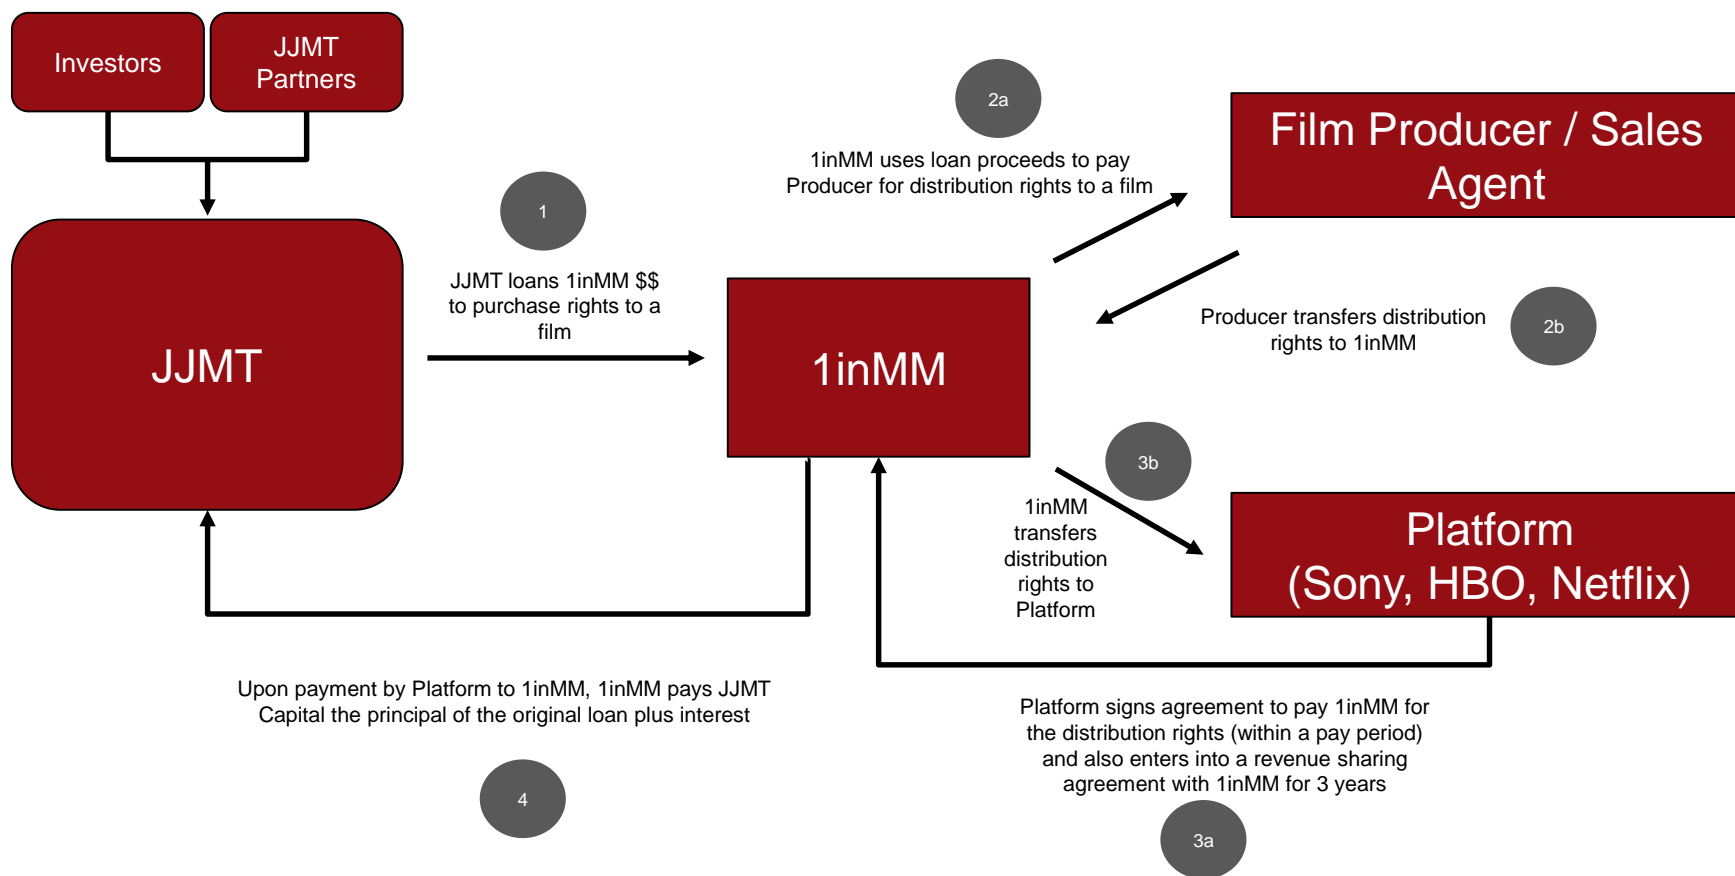 Investors
JJMT
Partners
2a
Film Producer / Sales
Agent
1inMM uses loan proceeds to pay
Producer for distribution rights to a film
1
JJMT loans 1inMM $$
to purchase rights to a
film
JJMT
1inMM
Producer transfers distribution
rights to 1inMM
2b
3b
1inMM
transfers
distribution
rights to
Platform
Platform
(Sony, HBO, Netflix)
Upon payment by Platform to 1inMM, 1inMM pays JJMT
Capital the principal of the original loan plus interest
4
Platform signs agreement to pay 1inMM for
the distribution rights (within a pay period)
and also enters into a revenue sharing
agreement with 1inMM for 3 years
3a